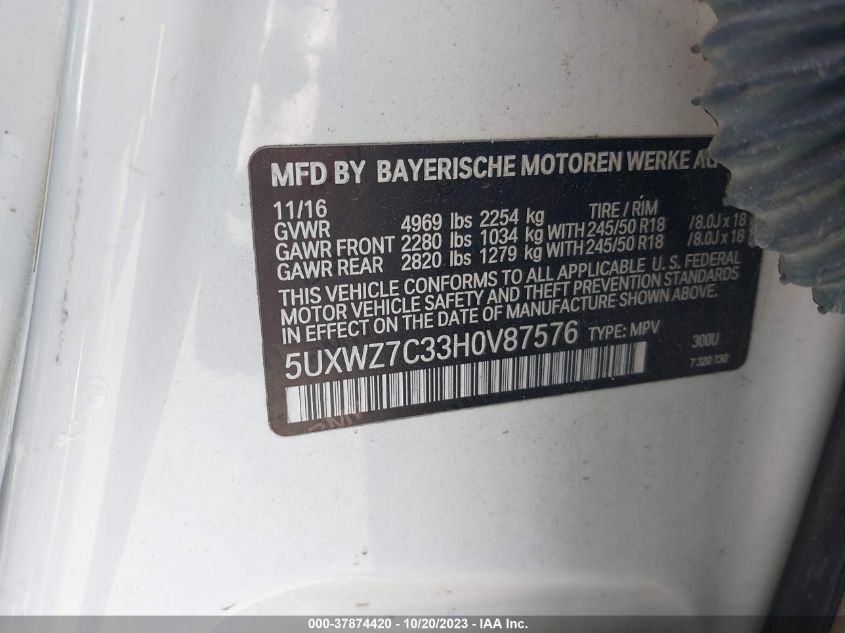 MFD BY BAYERISCHE MOTOREN WERKE AG
11/16
GVWR 4969 lbs 2254 kg TIRE / RIM
GAWR FRONT 2280 lbs 1034 kg WITH 245/50 R18 /8.0J x 18
GAWR REAR 2820 lbs 1279 kg WITH 245/50 R18 /8.0J x 18
THIS VEHICLE CONFORMS TO ALL APPLICABLE U.S. FEDERAL
MOTOR VEHICLE SAFETY AND THEFT PREVENTION STANDARDS
IN EFFECT ON THE DATE OF MANUFACTURE SHOWN ABOVE.
5UXWZ7C33H0V87576 TYPE: MPV 300U
7 320 730
000-37874420 - 10/20/2023 - IAA Inc.